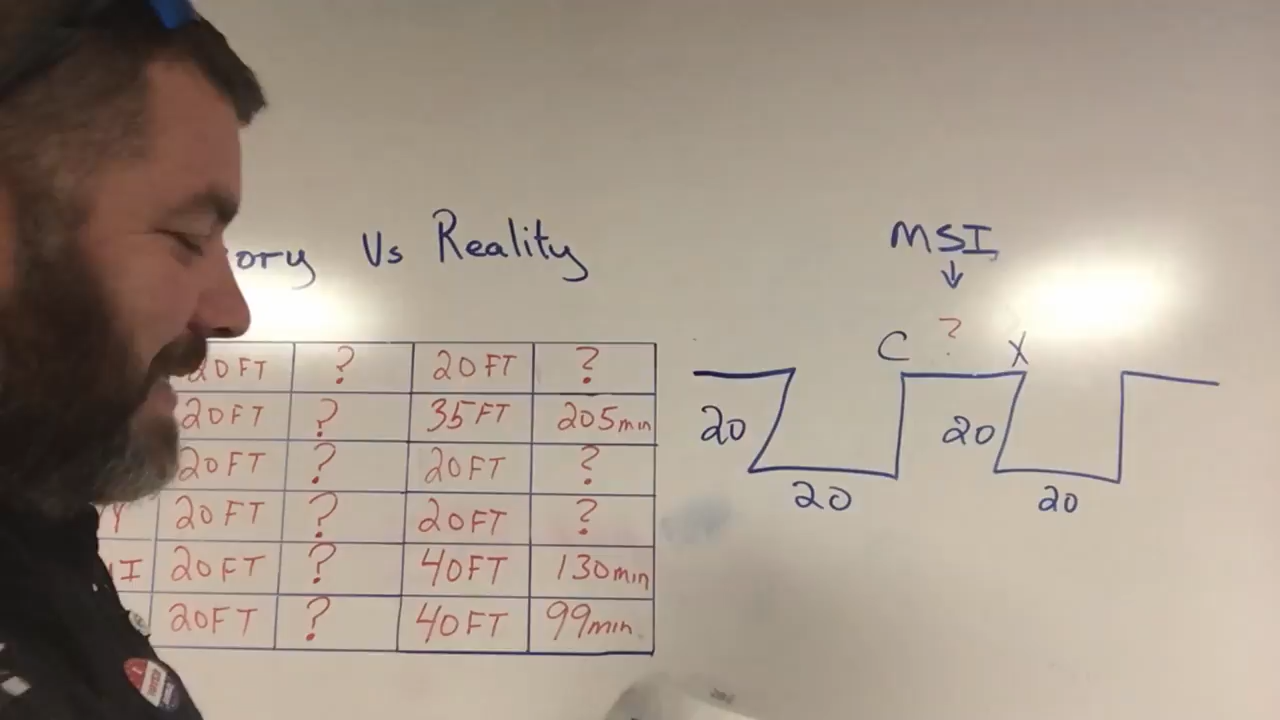 ory Vs Reality
MSI
C ? X
20FT ? 20FT ?
20FT ? 35FT 205min
20FT ? 20FT ?
Y 20FT ? 20FT ?
I 20FT ? 40FT 130min
20FT ? 40FT 99min
20 20
20 20